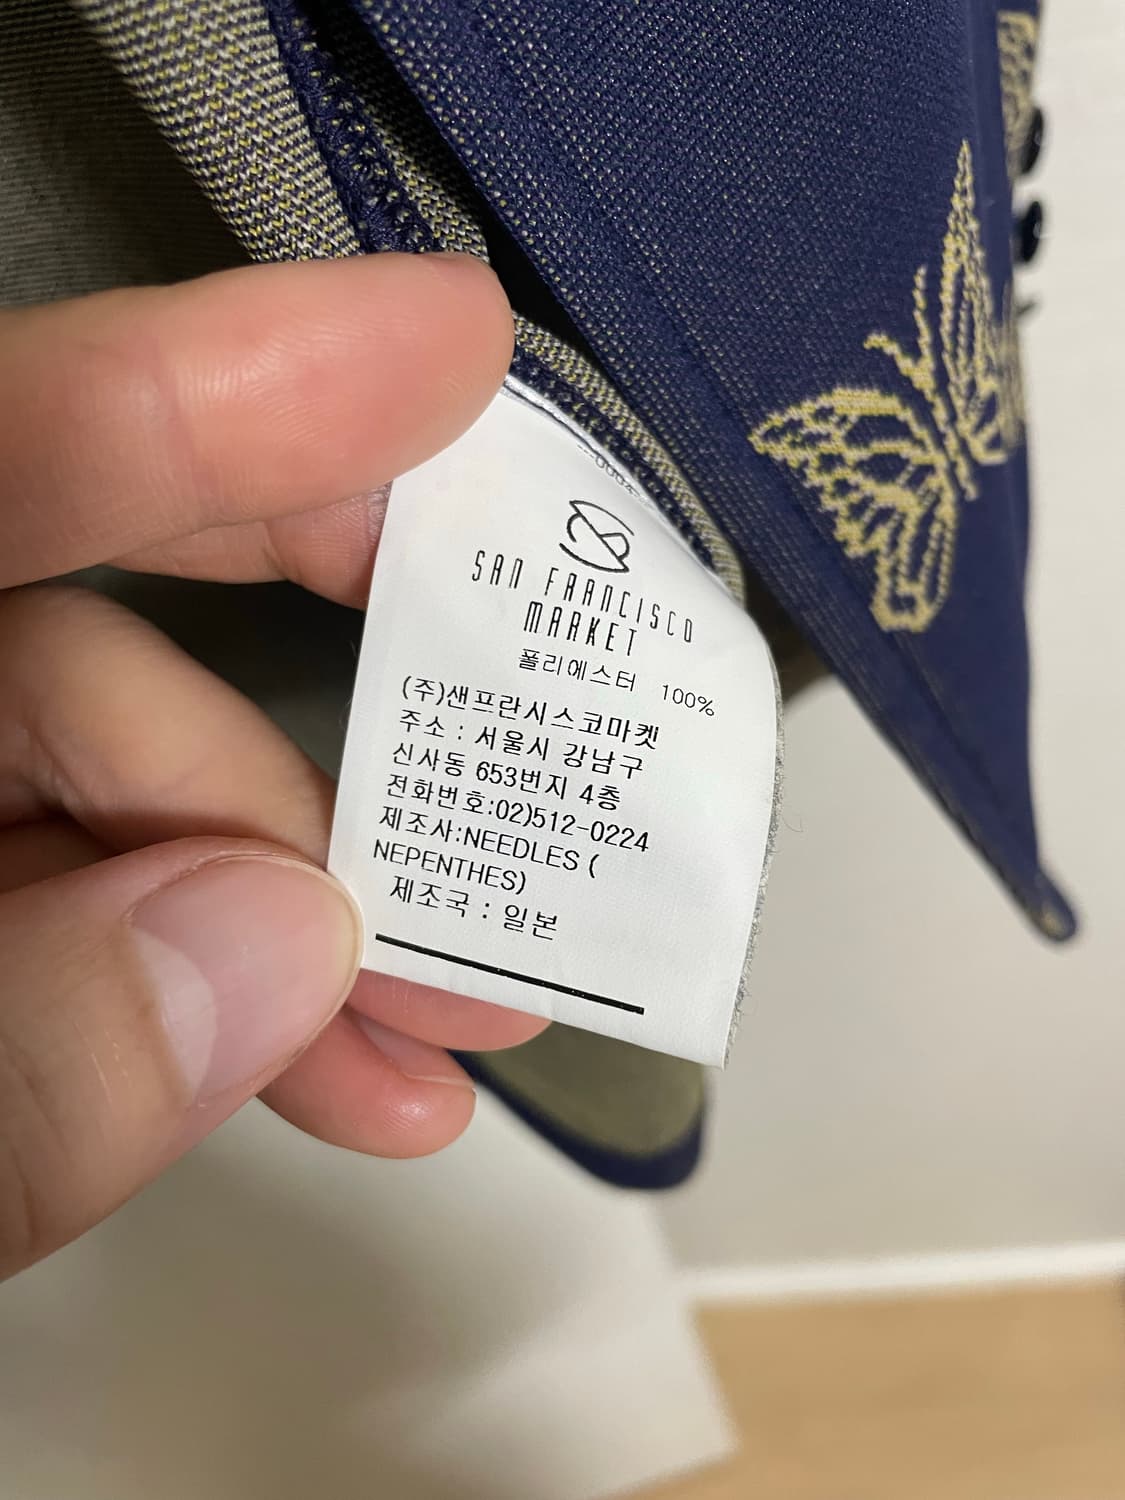 SAN FRANCISCO
MARKET
폴리에스터 100%
(주)샌프란시스코마켓
주소 : 서울시 강남구
신사동 653번지 4층
전화번호:02)512-0224
제조사:NEEDLES (
NEPENTHES)
제조국 : 일본